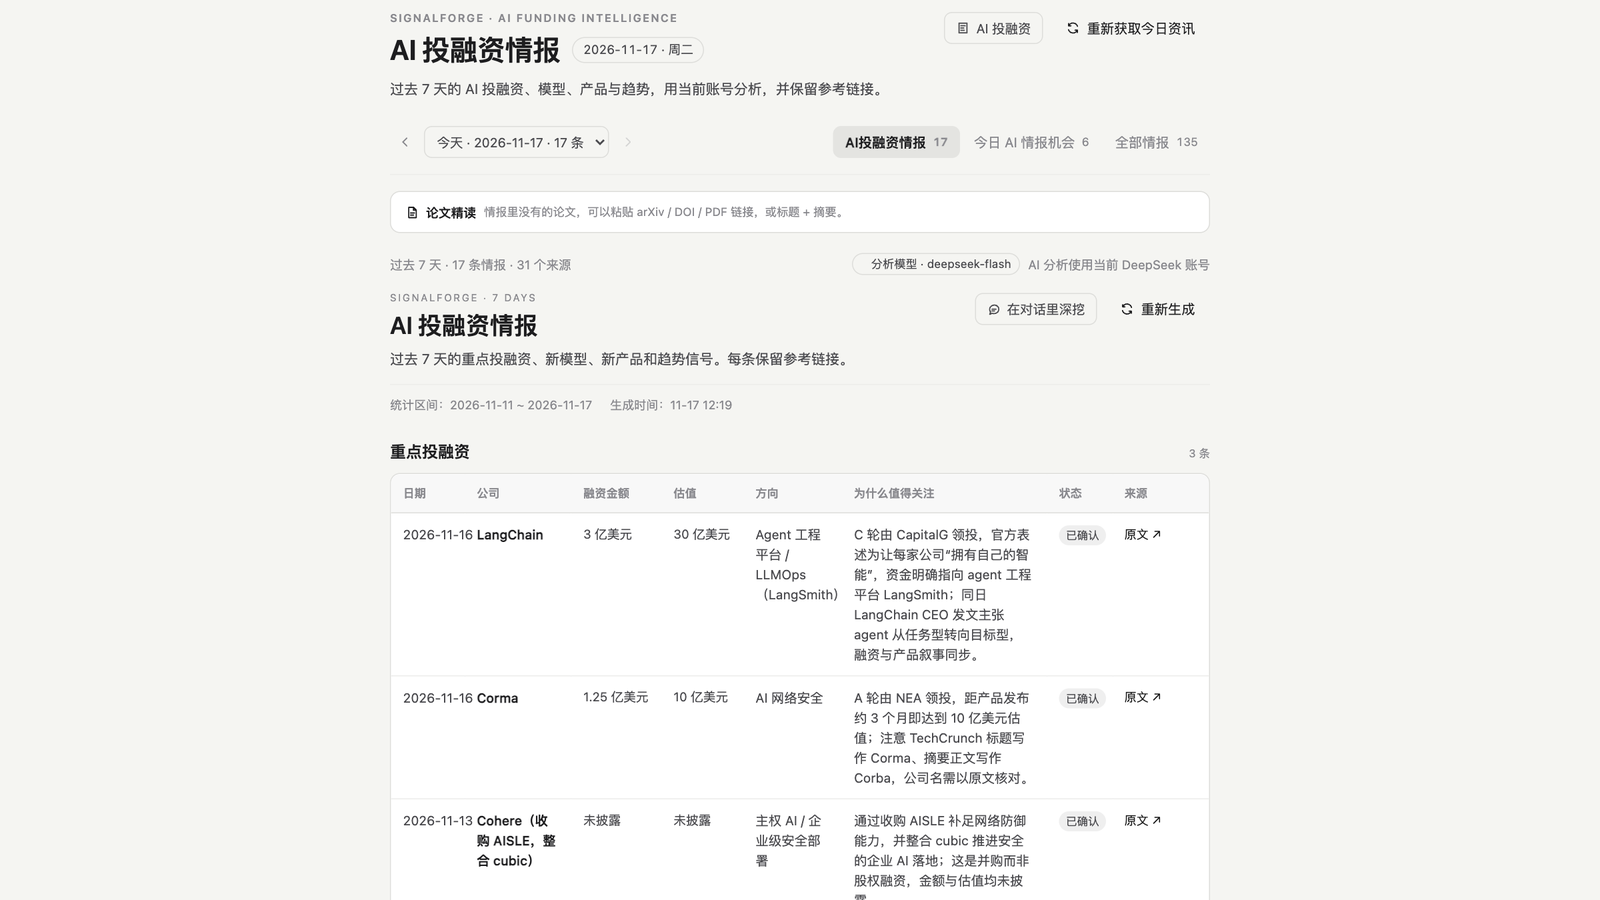 SIGNALFORGE · AI FUNDING INTELLIGENCE
AI 投融资情报
2026-11-17 · 周二
AI 投融资
重新获取今日资讯
过去 7 天的 AI 投融资、模型、产品与趋势，用当前账号分析，并保留参考链接。
今天 · 2026-11-17 · 17 条
AI投融资情报 17
今日 AI 情报机会 6
全部情报 135
论文精读 情报里没有的论文，可以粘贴 arXiv / DOI / PDF 链接，或标题 + 摘要。
过去 7 天 · 17 条情报 · 31 个来源
分析模型 · deepseek-flash
AI 分析使用当前 DeepSeek 账号
SIGNALFORGE · 7 DAYS
AI 投融资情报
在对话里深挖
重新生成
过去 7 天的重点投融资、新模型、新产品和趋势信号。每条保留参考链接。
统计区间：2026-11-11 ~ 2026-11-17 生成时间：11-17 12:19
重点投融资
3 条
日期 公司 融资金额 估值 方向 为什么值得关注 状态 来源
2026-11-16 LangChain
3 亿美元
30 亿美元
Agent 工程
平台 /
LLMOps
（LangSmith）
C 轮由 CapitalG 领投，官方表
述为让每家公司“拥有自己的智
能”，资金明确指向 agent 工程
平台 LangSmith；同日
LangChain CEO 发文主张
agent 从任务型转向目标型，
融资与产品叙事同步。
已确认
原文 ↗
2026-11-16 Corma
1.25 亿美元
10 亿美元
AI 网络安全
A 轮由 NEA 领投，距产品发布
约 3 个月即达到 10 亿美元估
值；注意 TechCrunch 标题写
作 Corma、摘要正文写作
Corba，公司名需以原文核对。
已确认
原文 ↗
2026-11-13 Cohere（收
购 AISLE，整
合 cubic）
未披露
未披露
主权 AI / 企
业级安全部
署
通过收购 AISLE 补足网络防御
能力，并整合 cubic 推进安全
的企业 AI 落地；这是并购而非
股权融资，金额与估值均未披
已确认
原文 ↗